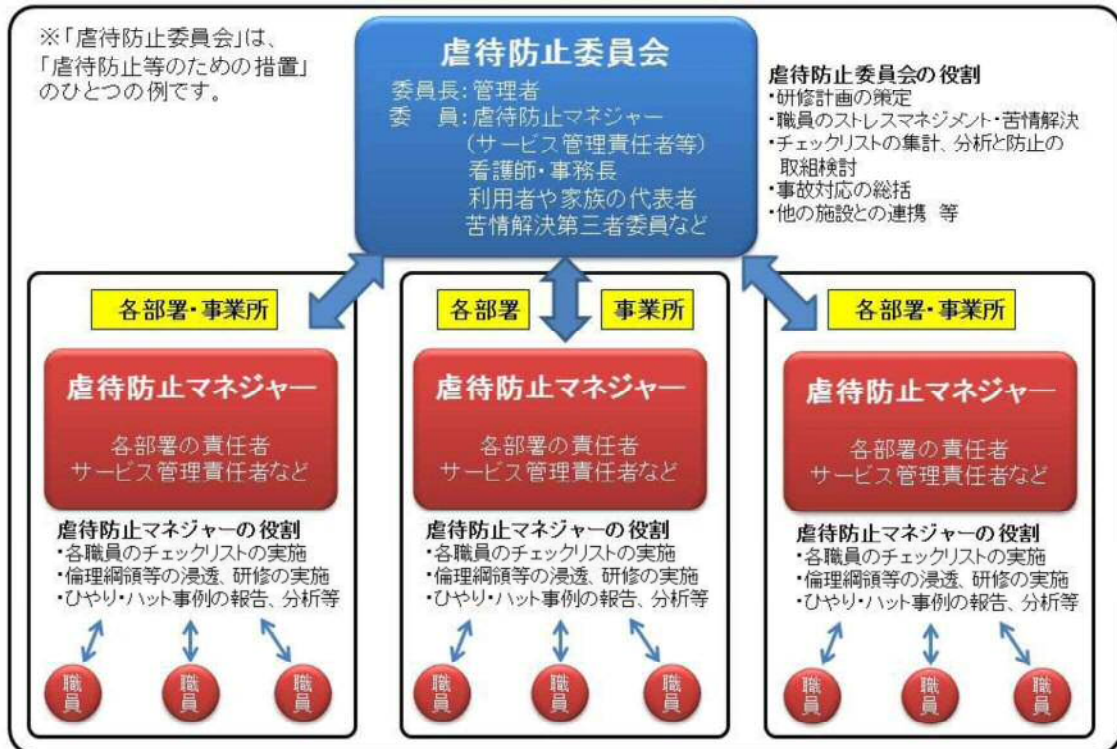 ※「虐待防止委員会」は、
「虐待防止等のための措置」
のひとつの例です。
虐待防止委員会
委員長：管理者
委　員：虐待防止マネジャー
（サービス管理責任者等）
看護師・事務長
利用者や家族の代表者
苦情解決第三者委員など
虐待防止委員会の役割
・研修計画の策定
・職員のストレスマネジメント・苦情解決
・チェックリストの集計、分析と防止の
取組検討
・事故対応の総括
・他の施設との連携　等
各部署・事業所
虐待防止マネジャー
各部署の責任者
サービス管理責任者など
虐待防止マネジャーの役割
・各職員のチェックリストの実施
・倫理綱領等の浸透、研修の実施
・ひやり・ハット事例の報告、分析等
職員
職員
職員
各部署
事業所
虐待防止マネジャー
各部署の責任者
サービス管理責任者など
虐待防止マネジャーの役割
・各職員のチェックリストの実施
・倫理綱領等の浸透、研修の実施
・ひやり・ハット事例の報告、分析等
職員
職員
職員
各部署・事業所
虐待防止マネジャー
各部署の責任者
サービス管理責任者など
虐待防止マネジャーの役割
・各職員のチェックリストの実施
・倫理綱領等の浸透、研修の実施
・ひやり・ハット事例の報告、分析等
職員
職員
職員